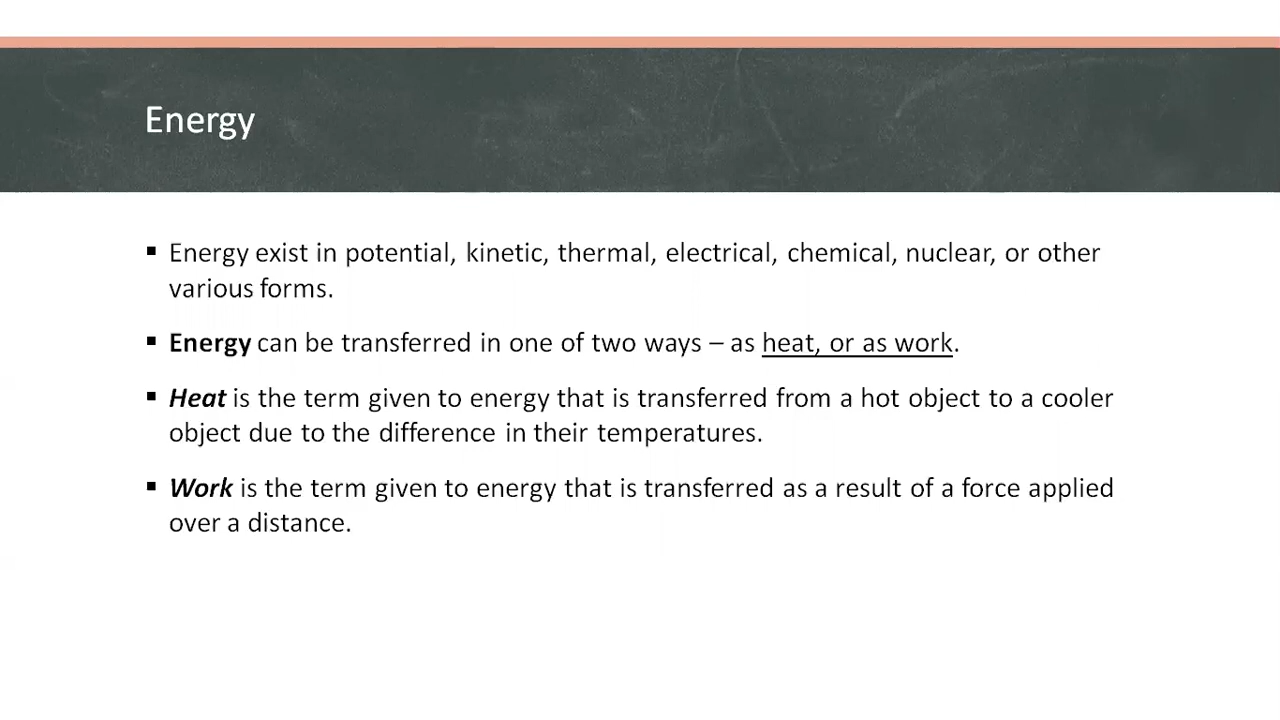 Energy
▪ Energy exist in potential, kinetic, thermal, electrical, chemical, nuclear, or other
various forms.
▪ Energy can be transferred in one of two ways – as heat, or as work.
▪ Heat is the term given to energy that is transferred from a hot object to a cooler
object due to the difference in their temperatures.
▪ Work is the term given to energy that is transferred as a result of a force applied
over a distance.